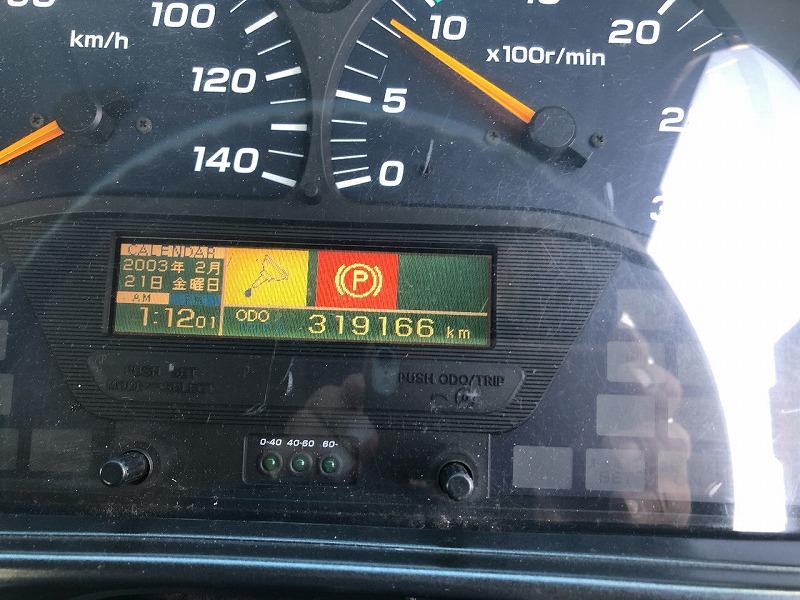 100
km/h
120
140
10
20
x100r/min
5
0
CALENDAR
2003年 2月
21日 金曜日
AM
1:12 01
ODO
319166 km
PUSH ODO/TRIP
0-40 40-60 60-